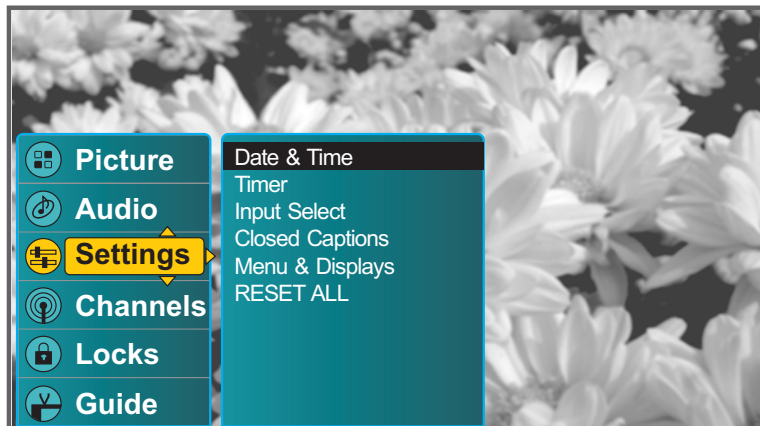 Picture
Audio
Settings
Channels
Locks
Guide
Date & Time
Timer
Input Select
Closed Captions
Menu & Displays
RESET ALL